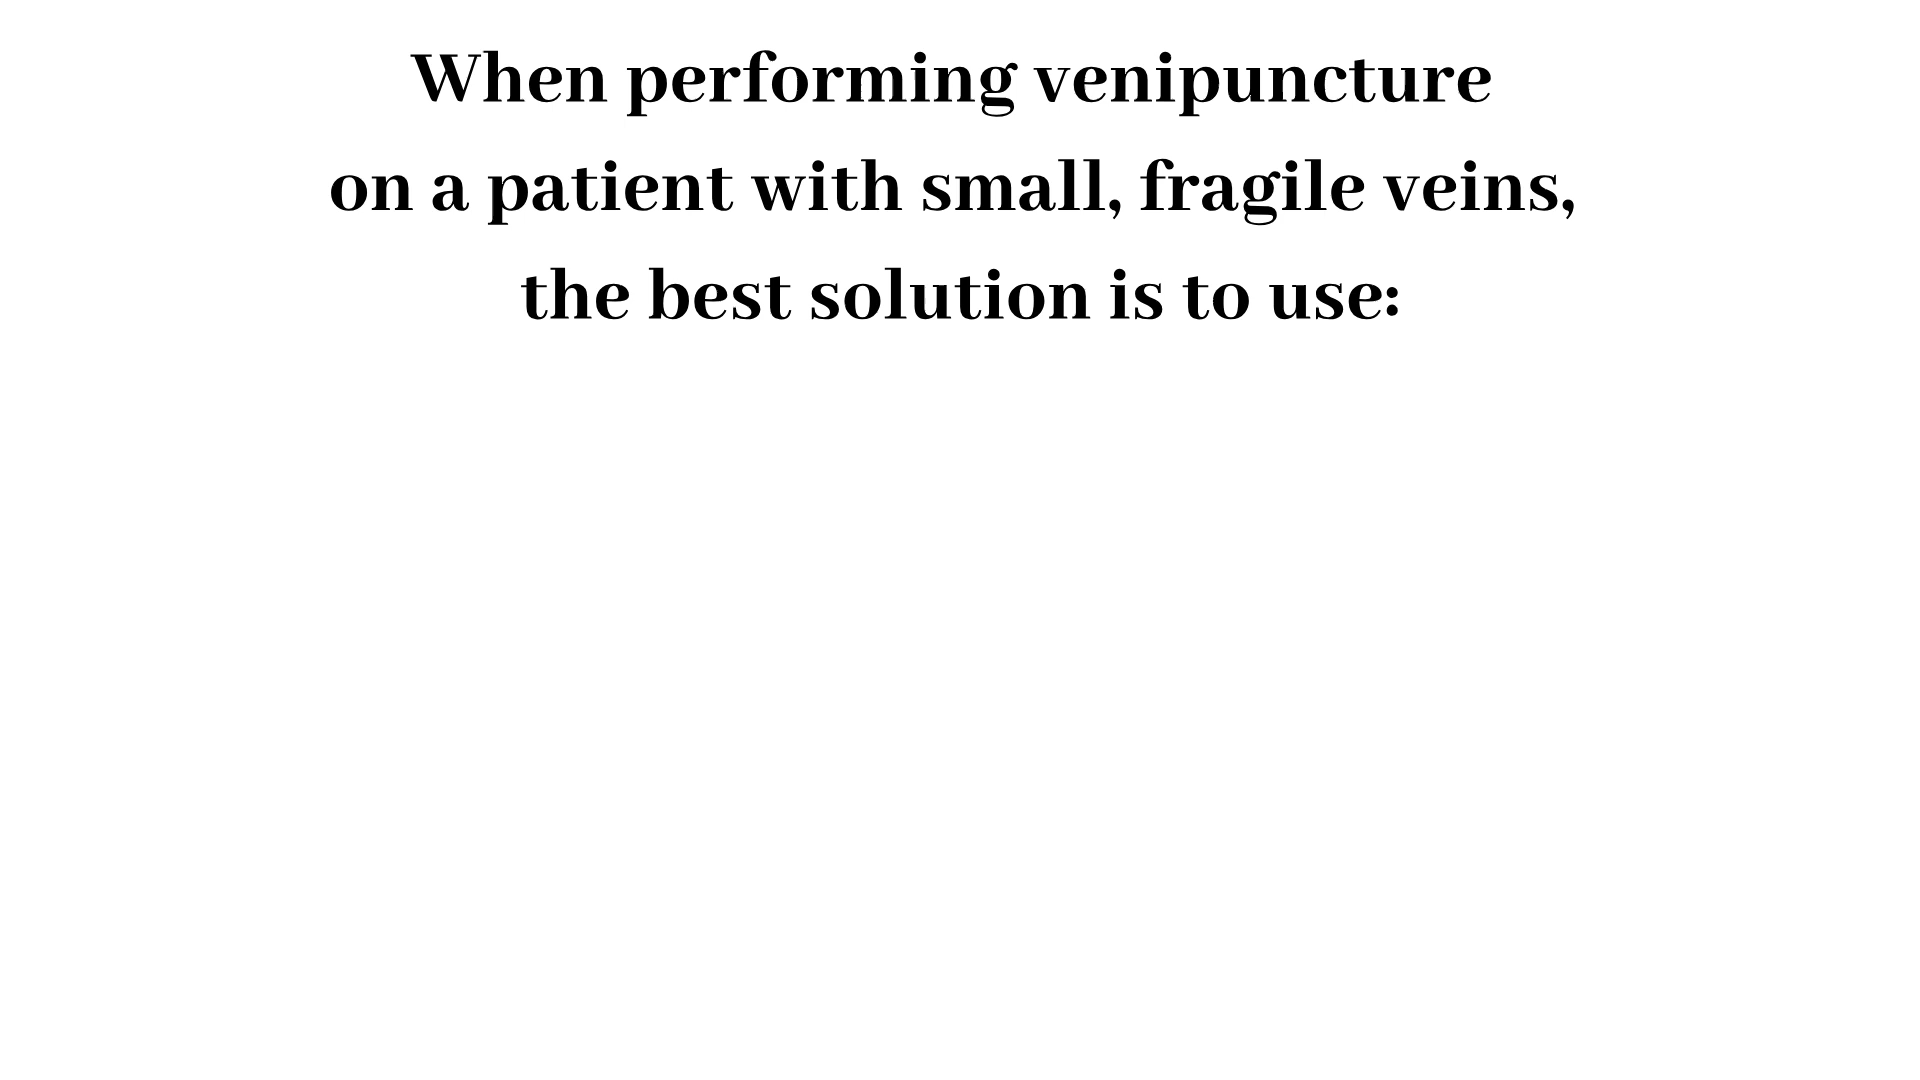 When performing venipuncture
on a patient with small, fragile veins,
the best solution is to use: